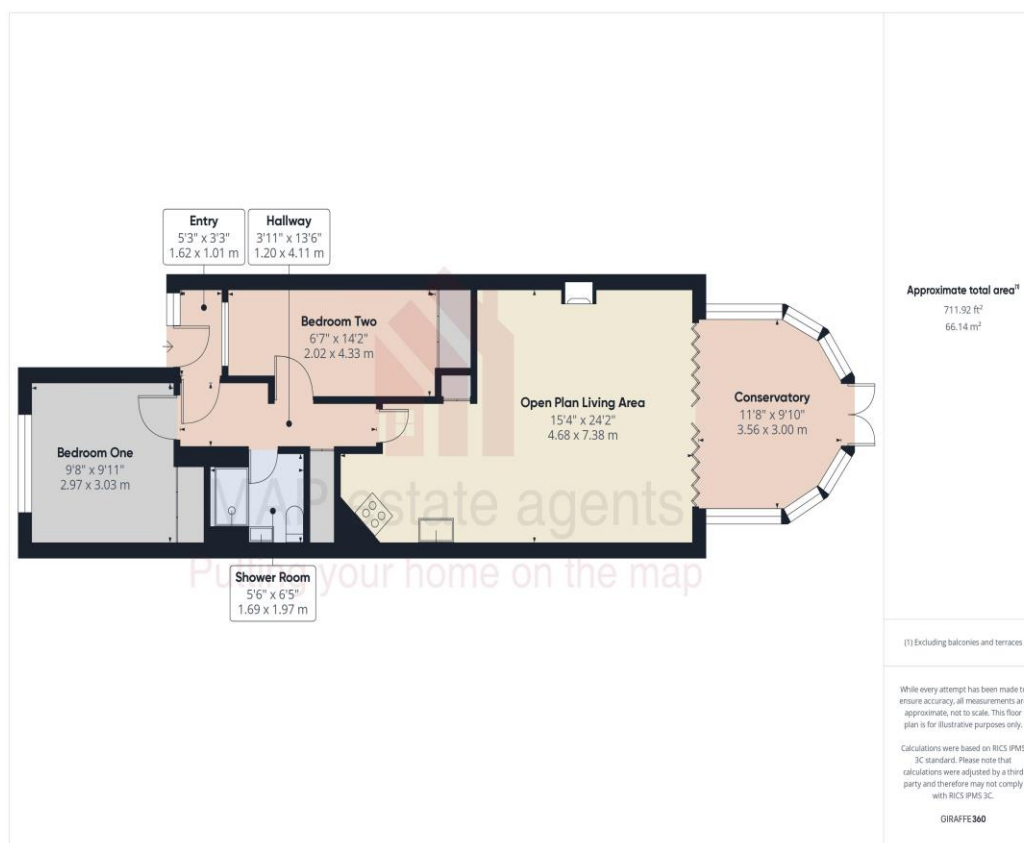 Entry
5'3" x 3'3"
1.62 x 1.01 m
Hallway
3'11" x 13'6"
1.20 x 4.11 m
Bedroom Two
6'7" x 14'2"
2.02 x 4.33 m
Open Plan Living Area
15'4" x 24'2"
4.68 x 7.38 m
Conservatory
11'8" x 9'10"
3.56 x 3.00 m
Bedroom One
9'8" x 9'11"
2.97 x 3.03 m
MAP estate agents
Putting your home on the map
Shower Room
5'6" x 6'5"
1.69 x 1.97 m
Approximate total area(1)
711.92 ft²
66.14 m²
(1) Excluding balconies and terraces
While every attempt has been made to
ensure accuracy, all measurements are
approximate, not to scale. This floor
plan is for illustrative purposes only.
Calculations were based on RICS IPMS
3C standard. Please note that
calculations were adjusted by a third
party and therefore may not comply
with RICS IPMS 3C.
GIRAFFE360